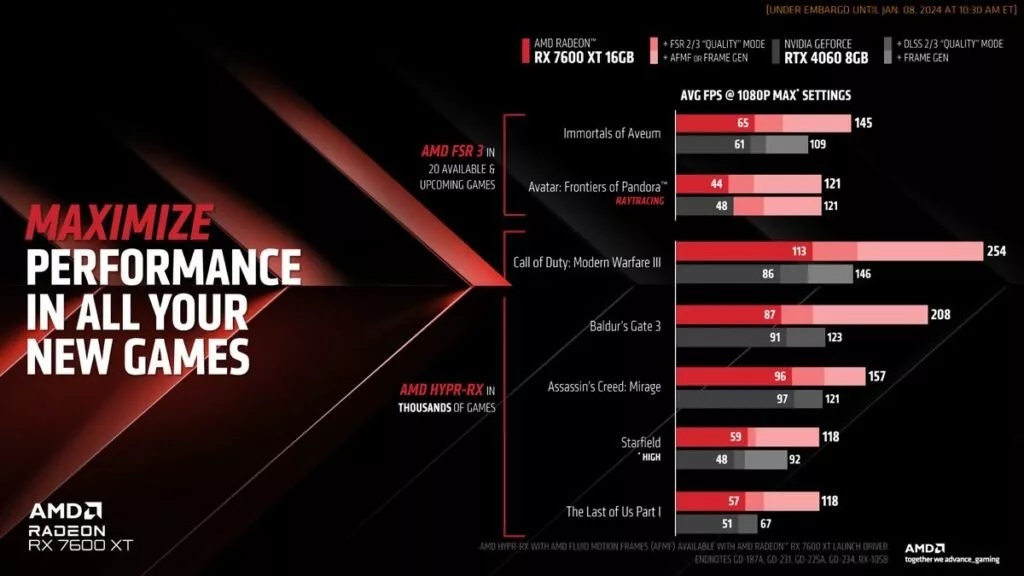 [UNDER EMBARGO UNTIL JAN. 08, 2024 AT 10:30 AM ET]
AMD RADEON™
RX 7600 XT 16GB
+ FSR 2/3 "QUALITY" MODE
+ AFMF OR FRAME GEN
NVIDIA GEFORCE
RTX 4060 8GB
+ DLSS 2/3 "QUALITY" MODE
+ FRAME GEN
AVG FPS @ 1080P MAX* SETTINGS
MAXIMIZE
PERFORMANCE
IN ALL YOUR
NEW GAMES
AMD FSR 3 IN
20 AVAILABLE &
UPCOMING GAMES
Immortals of Aveum
65 145
61 109
Avatar: Frontiers of Pandora™
RAYTRACING
44 121
48 121
AMD HYPR-RX IN
THOUSANDS OF GAMES
Call of Duty: Modern Warfare III
113 254
86 146
Baldur's Gate 3
87 208
91 123
Assassin's Creed: Mirage
96 157
97 121
Starfield
* HIGH
59 118
48 92
The Last of Us Part I
57 118
51 67
AMD
RADEON
RX 7600 XT
AMD HYPR-RX WITH AMD FLUID MOTION FRAMES (AFMF) AVAILABLE WITH AMD RADEON™ RX 7600 XT LAUNCH DRIVER
ENDNOTES GD-187A, GD-231, GD-225A, GD-234, RX-1058
AMD
together we advance_gaming